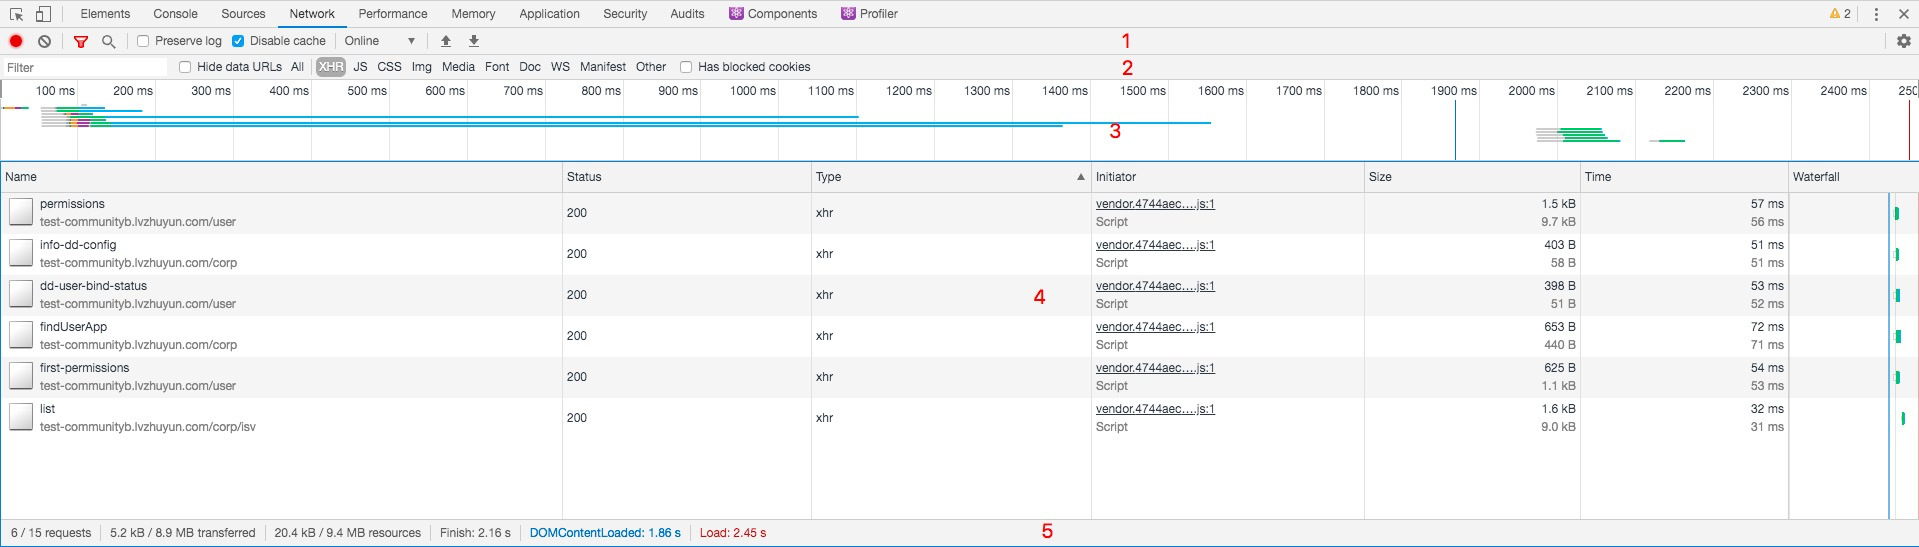 Elements Console Sources Network Performance Memory Application Security Audits Components Profiler 2
Preserve log Disable cache Online 1
Filter Hide data URLs All XHR JS CSS Img Media Font Doc WS Manifest Other Has blocked cookies 2
100 ms 200 ms 300 ms 400 ms 500 ms 600 ms 700 ms 800 ms 900 ms 1000 ms 1100 ms 1200 ms 1300 ms 1400 ms 1500 ms 1600 ms 1700 ms 1800 ms 1900 ms 2000 ms 2100 ms 2200 ms 2300 ms 2400 ms 250
3
Name Status Type Initiator Size Time Waterfall
permissions vendor.4744aec….js:1 1.5 kB 57 ms
200 xhr
test-communityb.lvzhuyun.com/user Script 9.7 kB 56 ms
info-dd-config vendor.4744aec….js:1 403 B 51 ms
200 xhr
test-communityb.lvzhuyun.com/corp Script 58 B 51 ms
dd-user-bind-status vendor.4744aec….js:1 398 B 53 ms
200 xhr 4
test-communityb.lvzhuyun.com/user Script 51 B 52 ms
findUserApp vendor.4744aec….js:1 653 B 72 ms
200 xhr
test-communityb.lvzhuyun.com/corp Script 440 B 71 ms
first-permissions vendor.4744aec….js:1 625 B 54 ms
200 xhr
test-communityb.lvzhuyun.com/user Script 1.1 kB 53 ms
list vendor.4744aec….js:1 1.6 kB 32 ms
200 xhr
test-communityb.lvzhuyun.com/corp/isv Script 9.0 kB 31 ms
6 / 15 requests 5.2 kB / 8.9 MB transferred 20.4 kB / 9.4 MB resources Finish: 2.16 s DOMContentLoaded: 1.86 s Load: 2.45 s 5